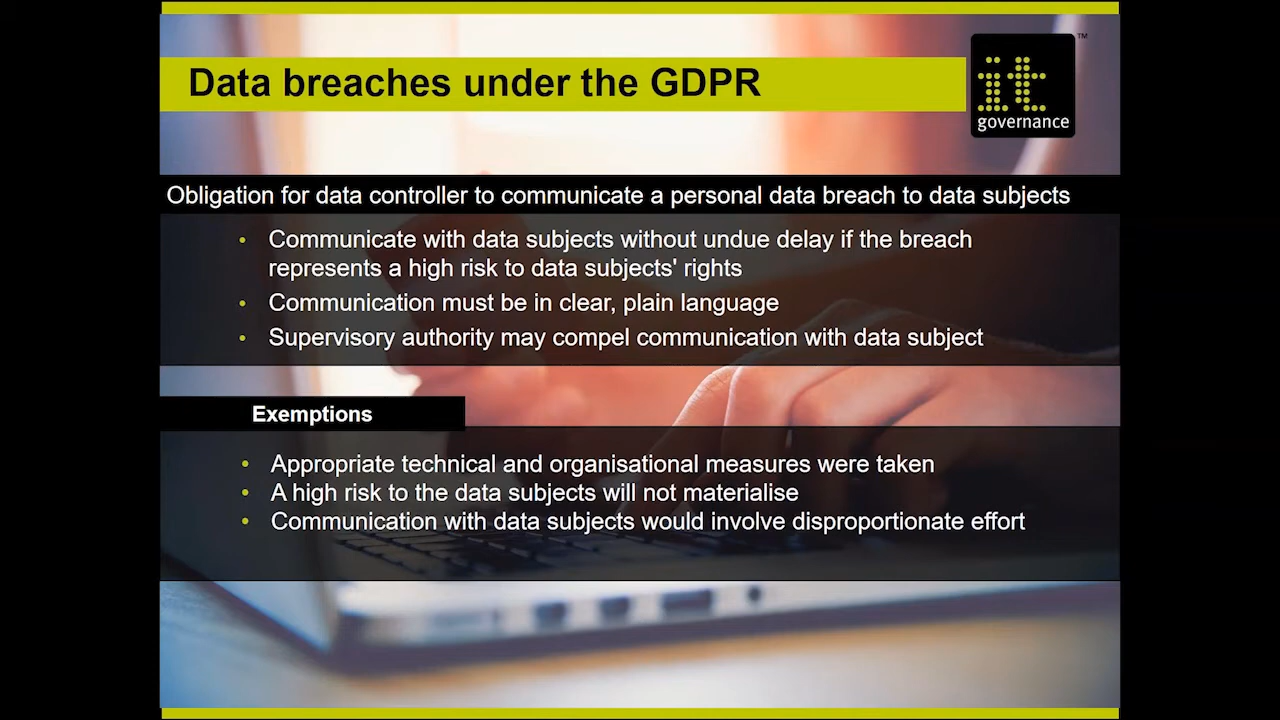 Data breaches under the GDPR
it
governance
TM
Obligation for data controller to communicate a personal data breach to data subjects
• Communicate with data subjects without undue delay if the breach
represents a high risk to data subjects' rights
• Communication must be in clear, plain language
• Supervisory authority may compel communication with data subject
Exemptions
• Appropriate technical and organisational measures were taken
• A high risk to the data subjects will not materialise
• Communication with data subjects would involve disproportionate effort